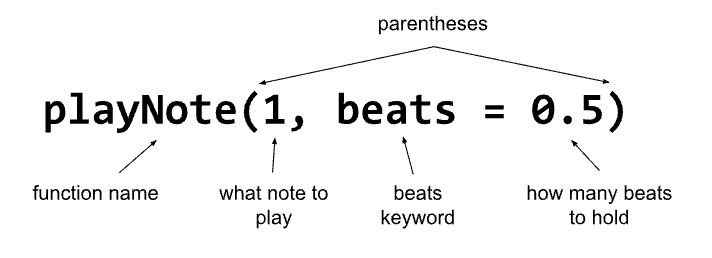 parentheses
playNote(1, beats = 0.5)
function name
what note to
play
beats
keyword
how many beats
to hold